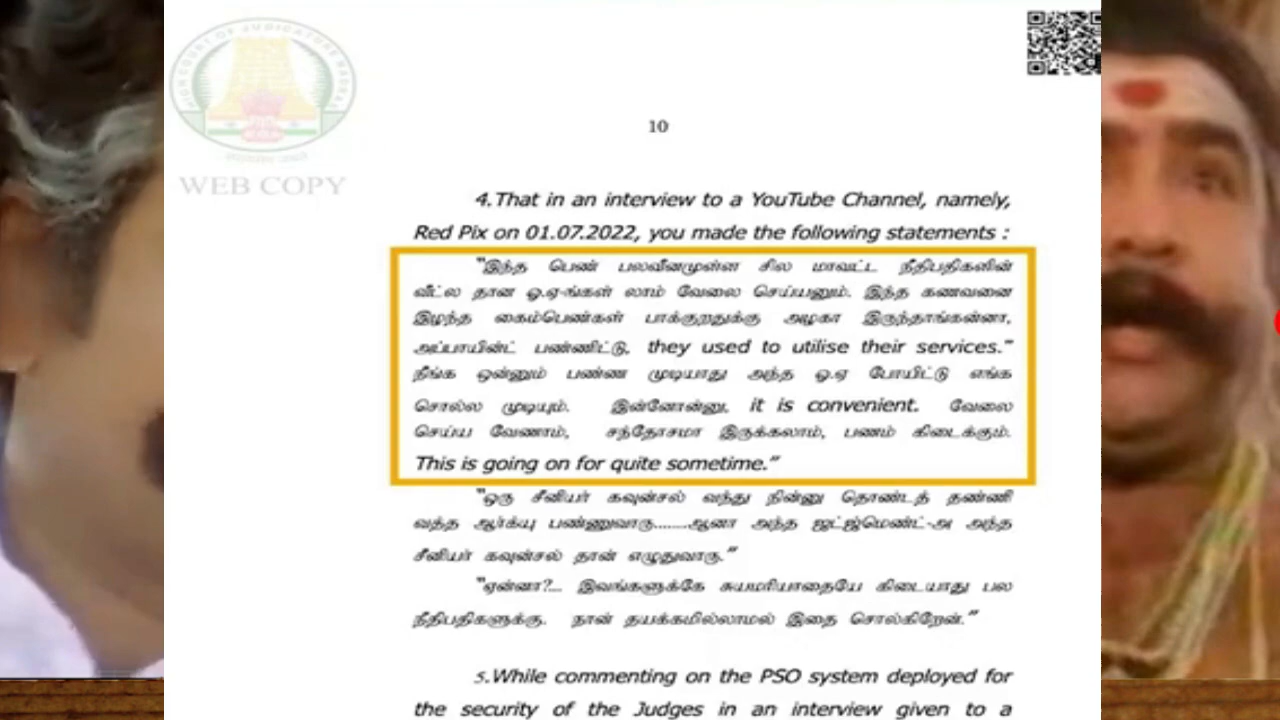 HIGH COURT OF JUDICATURE MADRAS
WEB COPY
10
4.That in an interview to a YouTube Channel, namely,
Red Pix on 01.07.2022, you made the following statements :
"இந்த பெண் பலவீனமுள்ள சில மாவட்ட நீதிபதிகளின்
வீட்ல தான ஓ.ஏ-ங்கள் லாம் வேலை செய்யனும். இந்த கணவனை
இழந்த கைம்பெண்கள் பாக்குறதுக்கு அழகா இருந்தாங்கன்னா,
அப்பாயின்ட் பண்ணிட்டு, they used to utilise their services."
நீங்க ஒன்னும் பண்ண முடியாது அந்த ஓ.ஏ போயிட்டு எங்க
சொல்ல முடியும். இன்னோன்னு, it is convenient. வேலை
செய்ய வேணாம், சந்தோசமா இருக்கலாம், பணம் கிடைக்கும்.
This is going on for quite sometime."
"ஒரு சீனியர் கவுன்சல் வந்து நின்னு தொண்டத் தண்ணி
வத்த ஆர்க்யு பண்ணுவாரு.......ஆனா அந்த ஜட்ஜ்மெண்ட்-அ அந்த
சீனியர் கவுன்சல் தான் எழுதுவாரு."
"ஏன்னா?... இவங்களுக்கே சுயமரியாதையே கிடையாது பல
நீதிபதிகளுக்கு. நான் தயக்கமில்லாமல் இதை சொல்கிறேன்."
5.While commenting on the PSO system deployed for
the security of the Judges in an interview given to a